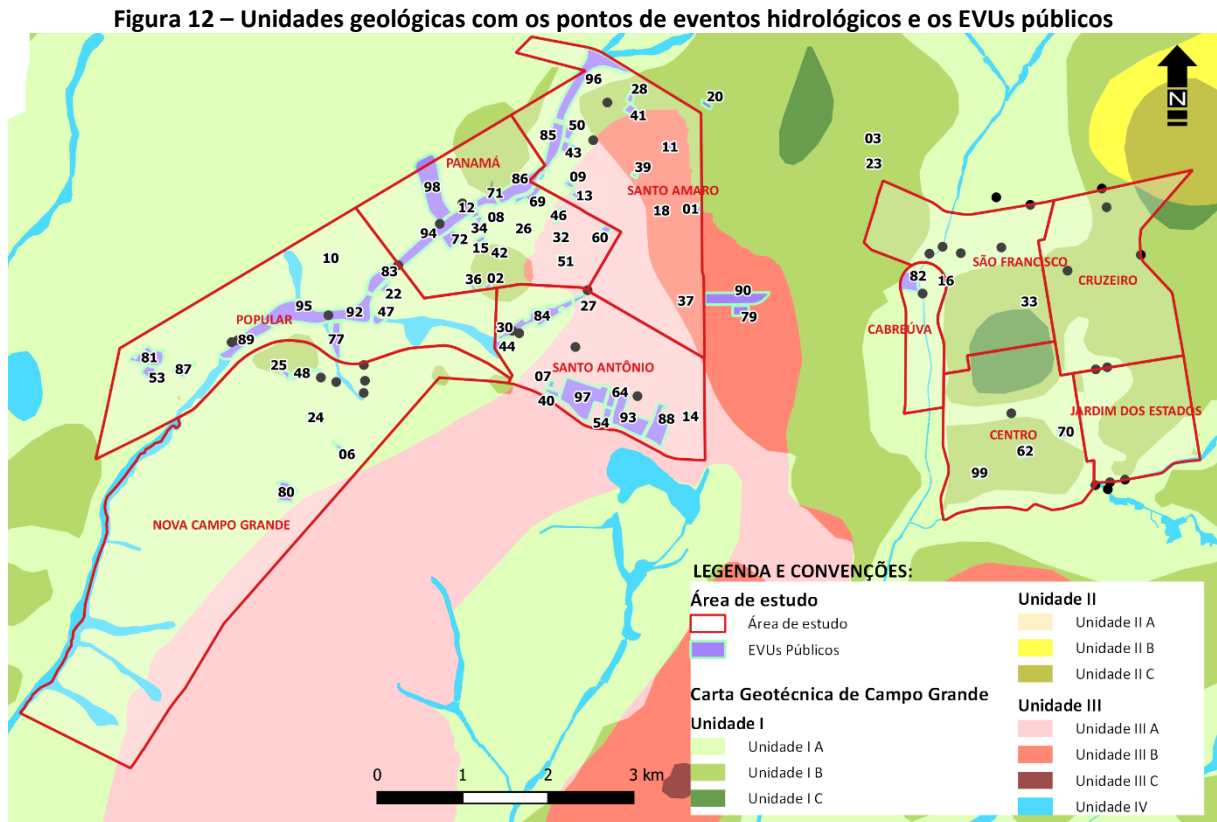 Figura 12 – Unidades geológicas com os pontos de eventos hidrológicos e os EVUs públicos
96
28
20
41
50
85
03
43
11
23
PANAMÁ
39
98
86
09
71
SANTO AMARO
13
69
12
08
46
18
01
34
94
72
26
32
60
15
42
51
10
SÃO FRANCISCO
83
36
02
82
16
CRUZEIRO
22
90
95
37
33
92
47
27
84
79
POPULAR
30
CABREÚVA
89
77
44
81
25
SANTO ANTÔNIO
87
48
53
07
64
40
97
JARDIM DOS ESTADOS
24
54
93
88
14
CENTRO
70
06
62
99
80
NOVA CAMPO GRANDE
N
LEGENDA E CONVENÇÕES:
Área de estudo
Área de estudo
EVUs Públicos
Carta Geotécnica de Campo Grande
Unidade I
Unidade I A
Unidade I B
Unidade I C
Unidade II
Unidade II A
Unidade II B
Unidade II C
Unidade III
Unidade III A
Unidade III B
Unidade III C
Unidade IV
0 1 2 3 km